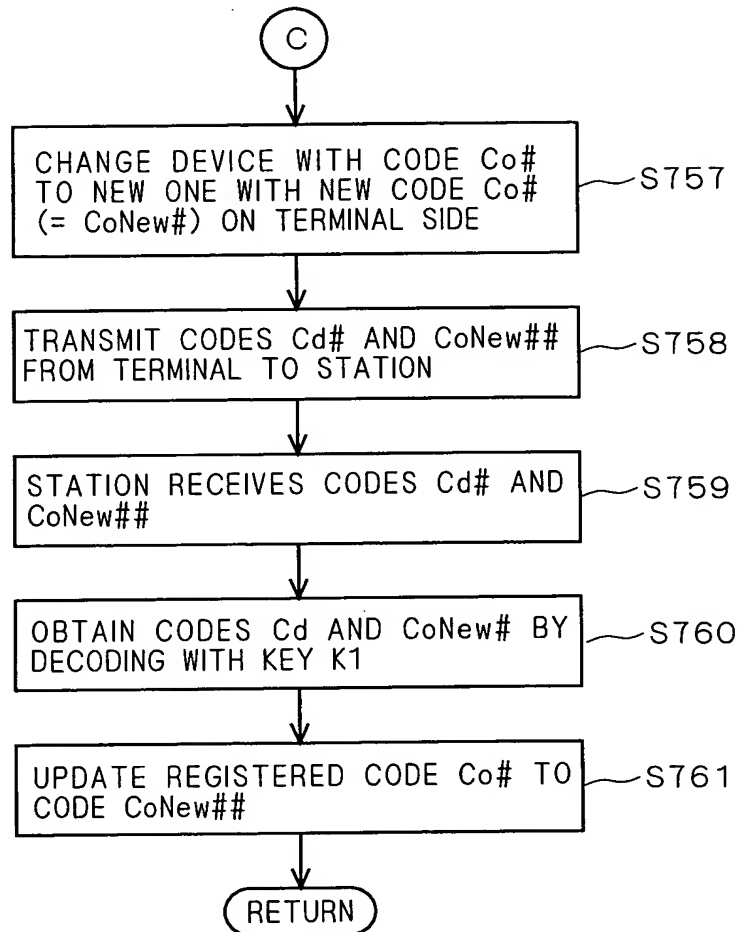 C
CHANGE DEVICE WITH CODE Co#
TO NEW ONE WITH NEW CODE Co#
(= CoNew#) ON TERMINAL SIDE
S757
TRANSMIT CODES Cd# AND CoNew##
FROM TERMINAL TO STATION
S758
STATION RECEIVES CODES Cd# AND
CoNew##
S759
OBTAIN CODES Cd AND CoNew# BY
DECODING WITH KEY K1
S760
UPDATE REGISTERED CODE Co# TO
CODE CoNew##
S761
RETURN